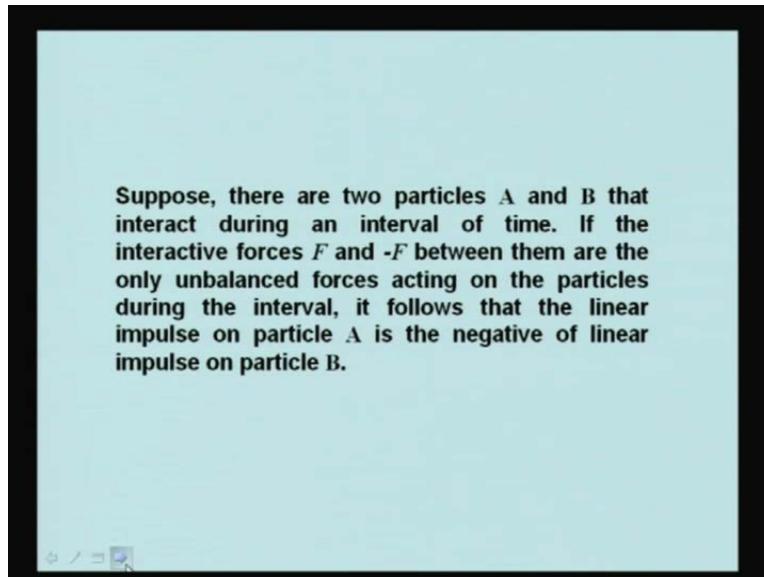 Suppose, there are two particles A and B that
interact during an interval of time. If the
interactive forces F and -F between them are the
only unbalanced forces acting on the particles
during the interval, it follows that the linear
impulse on particle A is the negative of linear
impulse on particle B.